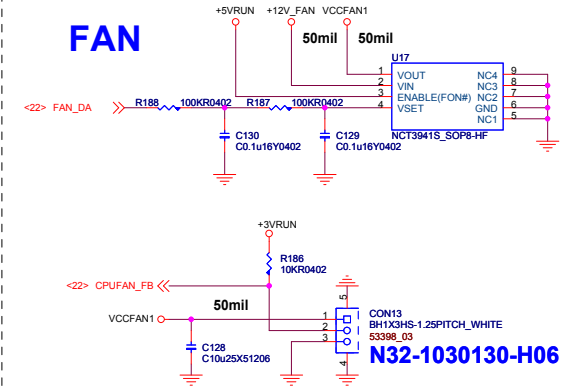 FAN
+5VRUN +12V_FAN VCCFAN1
50mil 50mil
U17
1 VOUT NC4 9
2 VIN NC3 8
3 ENABLE(FON#) NC2 7
4 VSET GND 6
NC1 5
NCT3941S_SOP8-HF
<22> FAN_DA R188 100KR0402 R187 100KR0402
C130
C0.1u16Y0402
C129
C0.1u16Y0402
+3VRUN
R186
10KR0402
<22> CPUFAN_FB
50mil
VCCFAN1
C128
C10u25X51206
5
1
2
3
4
CON13
BH1X3HS-1.25PITCH_WHITE
53398_03
N32-1030130-H06